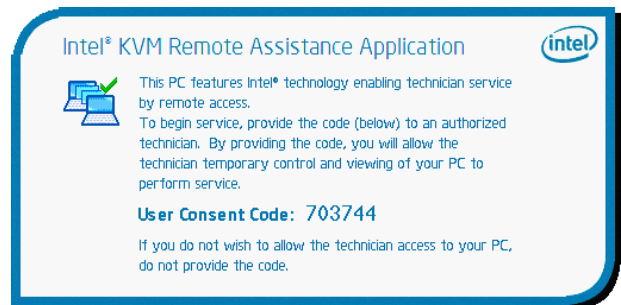 Intel® KVM Remote Assistance Application
intel
This PC features Intel® technology enabling technician service
by remote access.
To begin service, provide the code (below) to an authorized
technician. By providing the code, you will allow the
technician temporary control and viewing of your PC to
perform service.
User Consent Code: 703744
If you do not wish to allow the technician access to your PC,
do not provide the code.